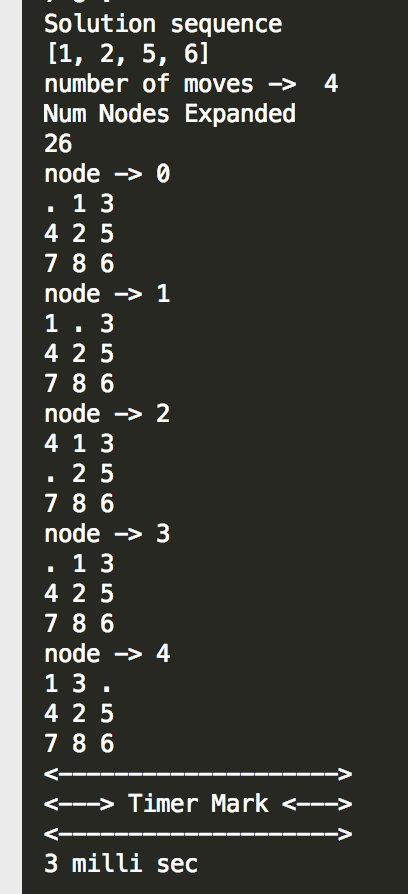 Solution sequence
[1, 2, 5, 6]
number of moves ->  4
Num Nodes Expanded
26
node -> 0
. 1 3
4 2 5
7 8 6
node -> 1
1 . 3
4 2 5
7 8 6
node -> 2
4 1 3
. 2 5
7 8 6
node -> 3
. 1 3
4 2 5
7 8 6
node -> 4
1 3 .
4 2 5
7 8 6
<-------------------->
<---> Timer Mark <--->
<-------------------->
3 milli sec